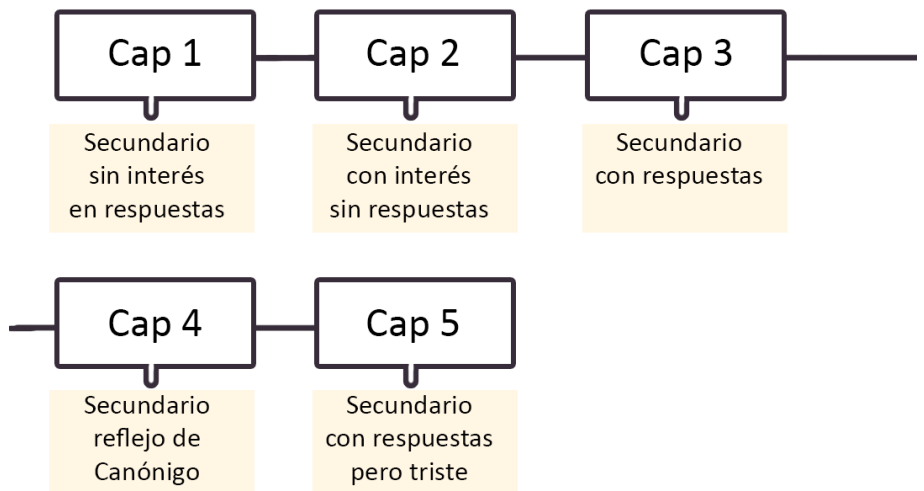 Cap 1
Cap 2
Cap 3
Secundario
sin interés
en respuestas
Secundario
con interés
sin respuestas
Secundario
con respuestas
Cap 4
Cap 5
Secundario
reflejo de
Canónigo
Secundario
con respuestas
pero triste